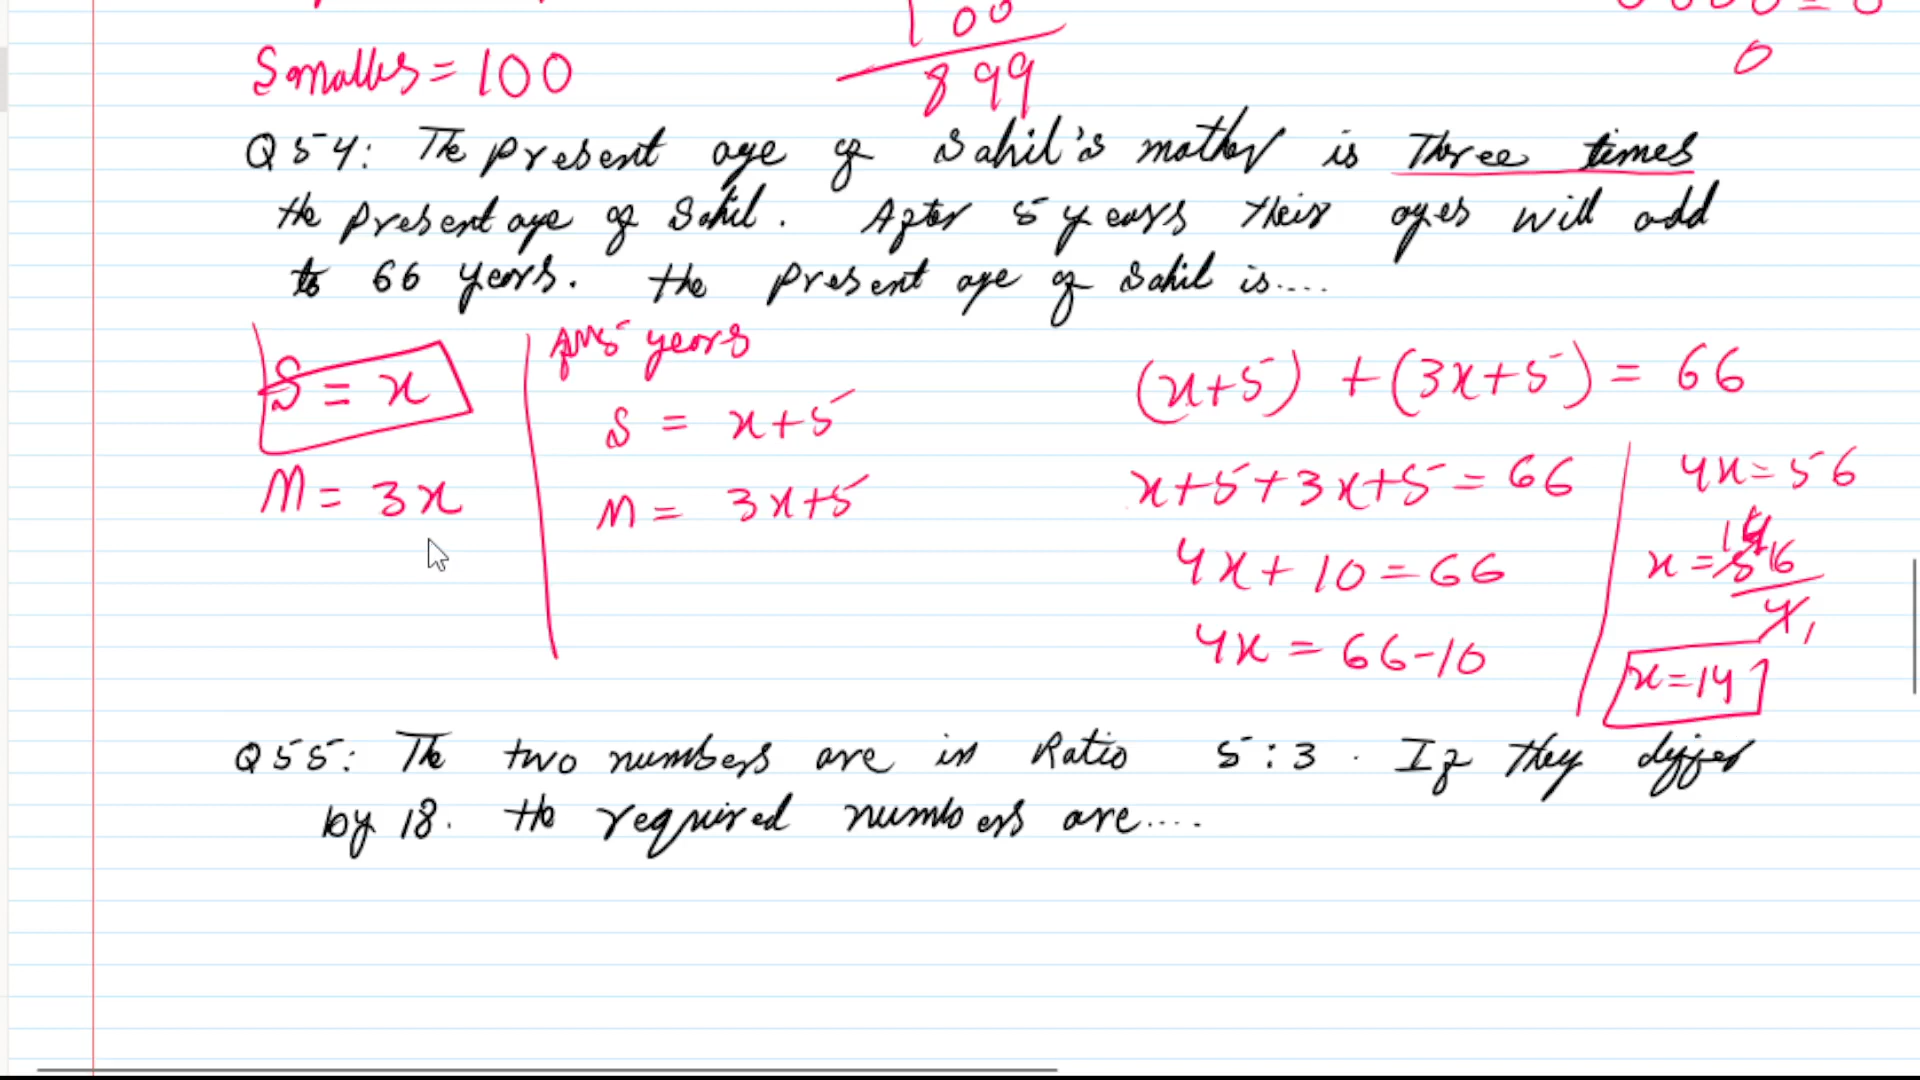 100
0
Smalles = 100
899
Q54: The present age of Sahil's mother is Three times
the present age of Sahil. After 5 years their ages will add
to 66 years. the present age of Sahil is....
S = x
M = 3x
years
S = x+5
M = 3x+5
(x+5) + (3x+5) = 66
x+5+3x+5 = 66
4x + 10 = 66
4x = 66-10
4x = 56
x = 56 14
4 1
x = 14
Q55: The two numbers are in Ratio 5:3. If they differ
by 18. the required numbers are....